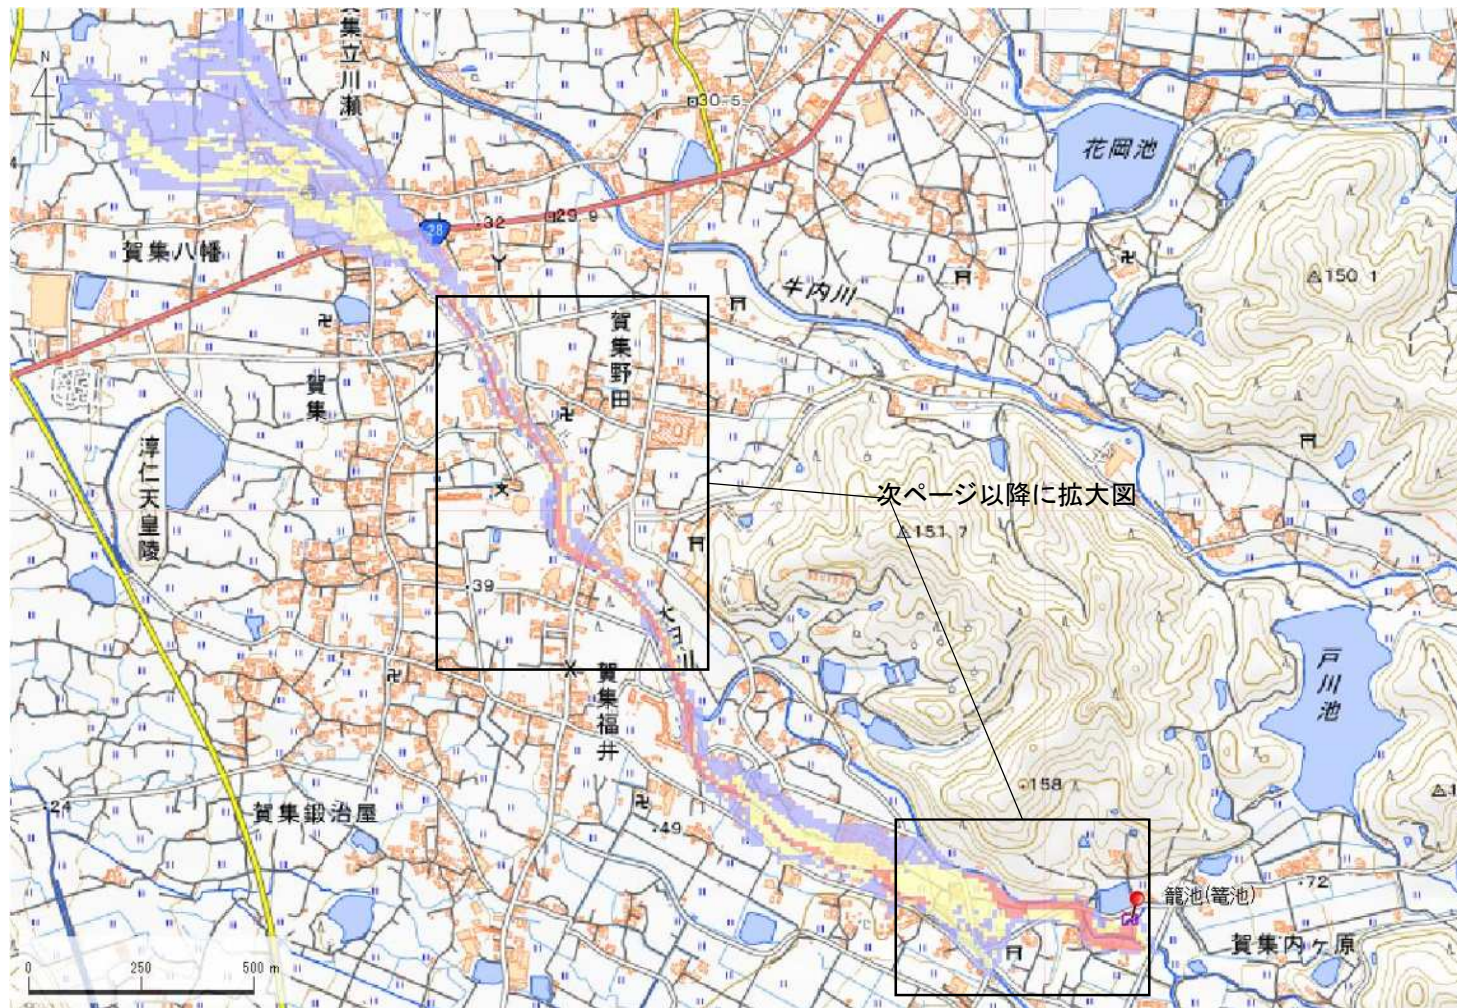 賀集立川瀬
N
30.5
花岡池
28
32
29.9
賀集八幡
150.1
牛内川
賀集野田
賀集
淳仁天皇陵
次ページ以降に拡大図
151.7
39
大日川
賀集福井
戸川池
158
24
賀集鍛治屋
49
72
籠池(篭池)
賀集内ヶ原
0 250 500 m